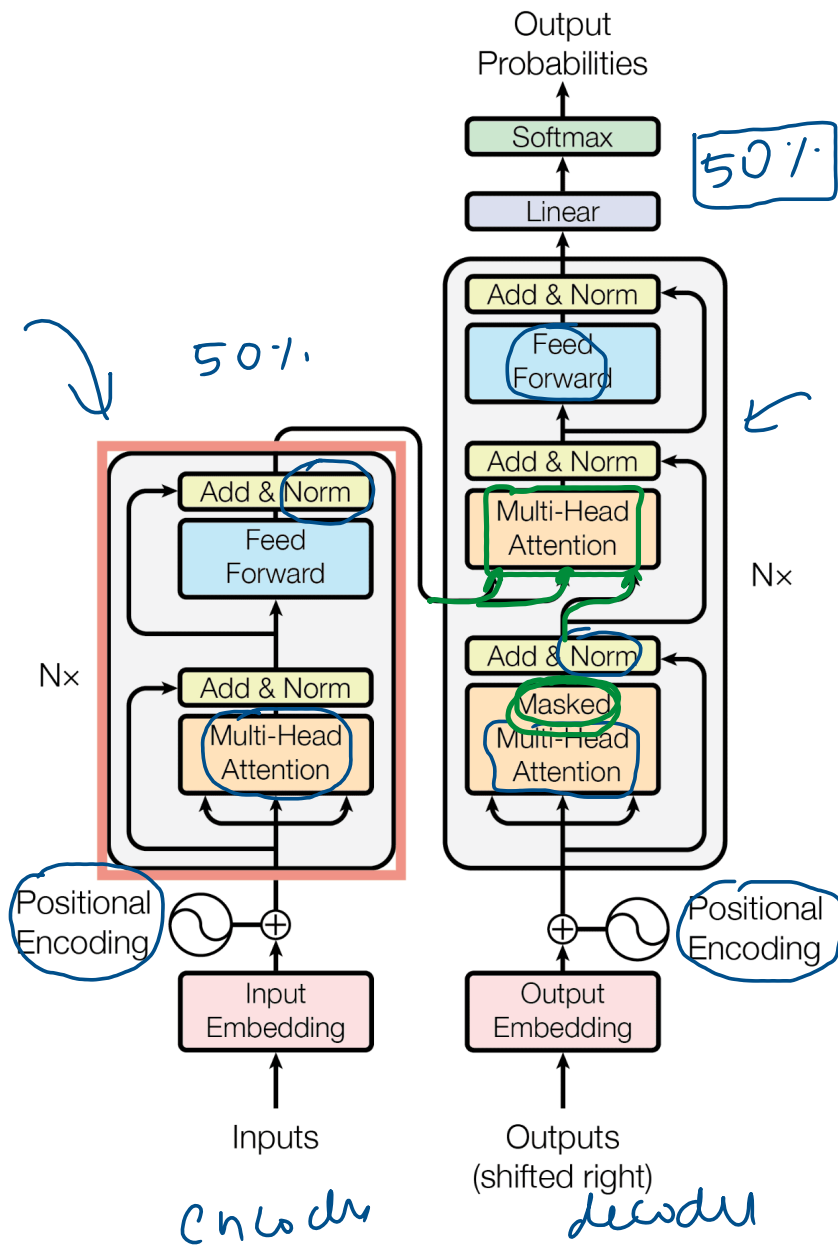 Output
Probabilities
Softmax
50%
Linear
Add & Norm
Feed
Forward
50%
Add & Norm
Multi-Head
Attention
Add & Norm
Feed
Forward
N×
Add & Norm
Masked
Multi-Head
Attention
N×
Add & Norm
Multi-Head
Attention
Positional
Encoding
Positional
Encoding
Input
Embedding
Output
Embedding
Inputs
Outputs
(shifted right)
encoder
decoder